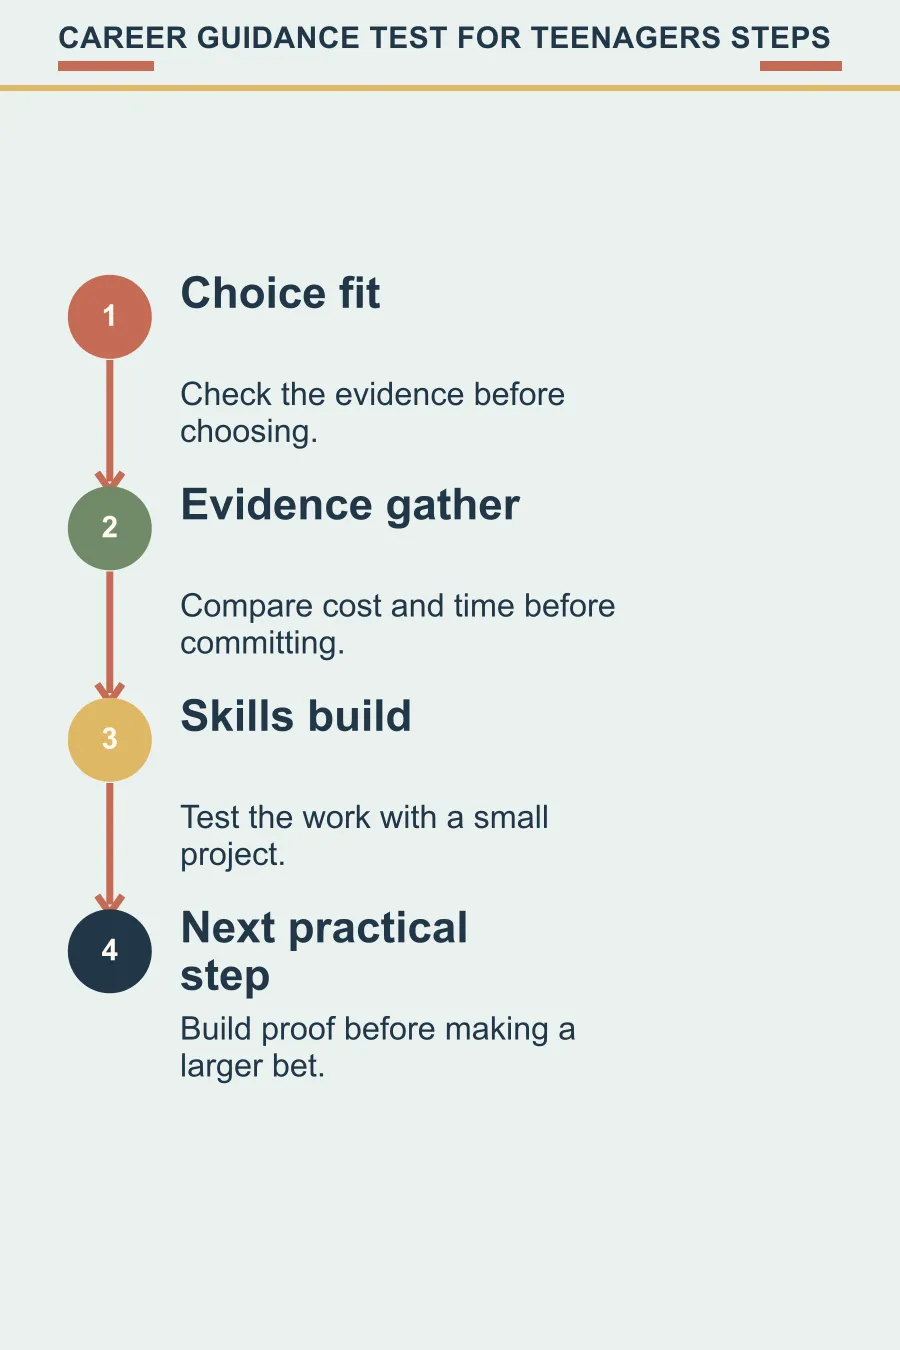 CAREER GUIDANCE TEST FOR TEENAGERS STEPS
1
Choice fit
Check the evidence before
choosing.
2
Evidence gather
Compare cost and time before
committing.
3
Skills build
Test the work with a small
project.
4
Next practical
step
Build proof before making a
larger bet.